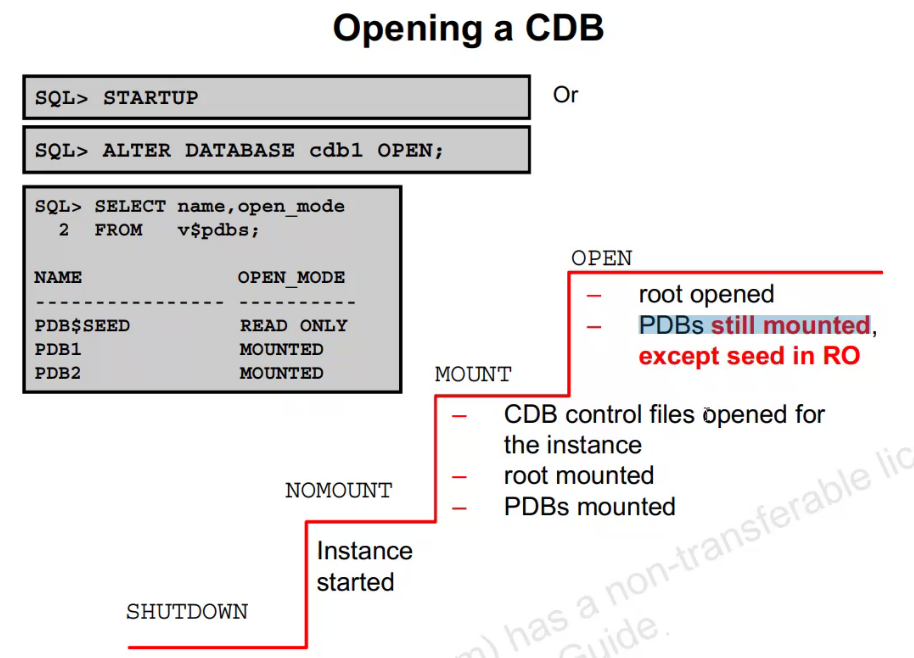 Opening a CDB
SQL> STARTUP
Or
SQL> ALTER DATABASE cdb1 OPEN;
SQL> SELECT name,open_mode
2 FROM v$pdbs;
NAME OPEN_MODE
---------------- ----------
PDB$SEED READ ONLY
PDB1 MOUNTED
PDB2 MOUNTED
OPEN
– root opened
– PDBs still mounted,
except seed in RO
MOUNT
– CDB control files opened for
the instance
– root mounted
– PDBs mounted
NOMOUNT
Instance
started
SHUTDOWN
has a non-transferable lic
Guide.